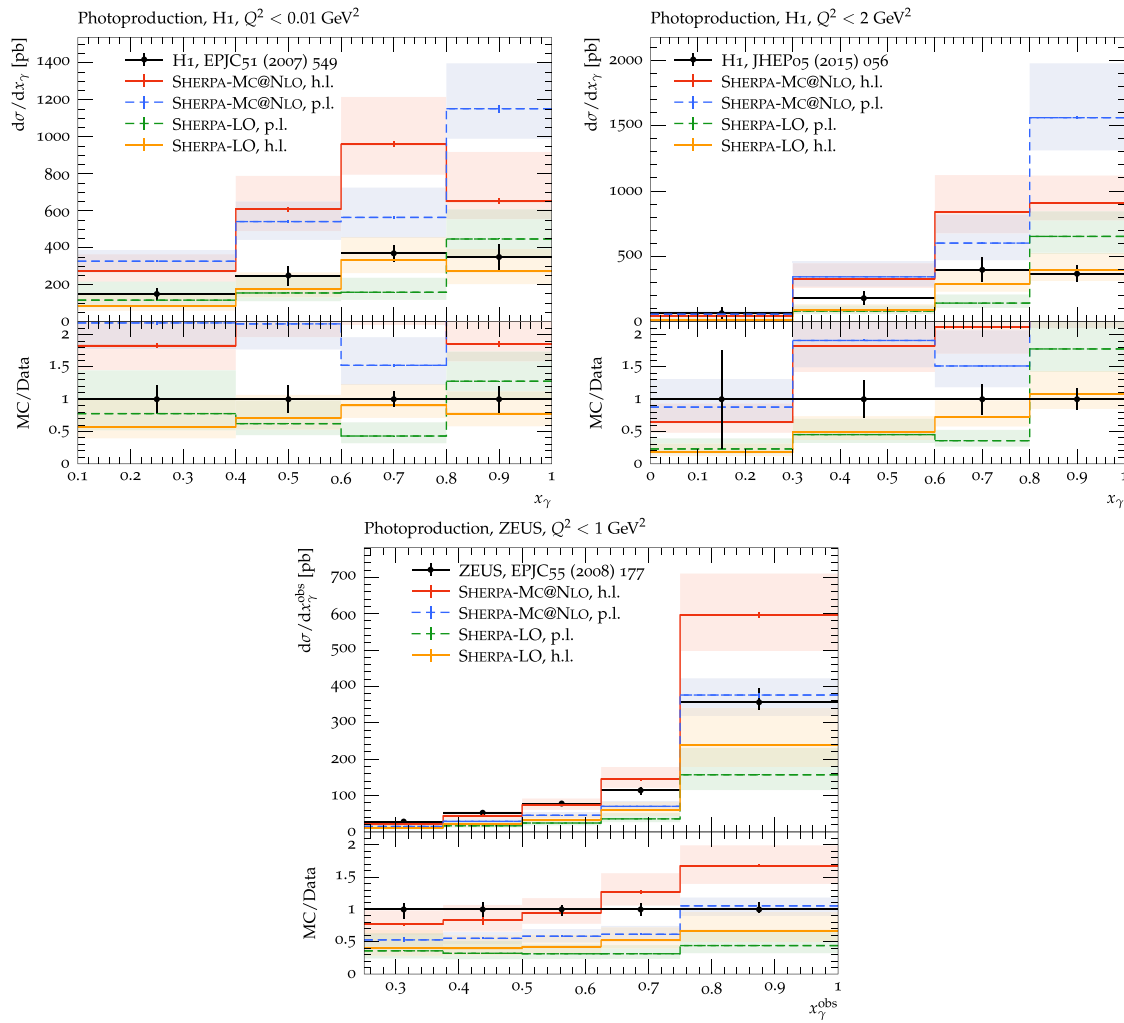 Photoproduction, H1, Q² < 0.01 GeV²
dσ/dxγ [pb]
H1, EPJC51 (2007) 549
SHERPA-MC@NLO, h.l.
SHERPA-MC@NLO, p.l.
SHERPA-LO, p.l.
SHERPA-LO, h.l.
1400
1200
1000
800
600
400
200
0
MC/Data
2
1.5
1
0.5
0
0.1 0.2 0.3 0.4 0.5 0.6 0.7 0.8 0.9 1
xγ
Photoproduction, H1, Q² < 2 GeV²
dσ/dxγ [pb]
H1, JHEP05 (2015) 056
SHERPA-MC@NLO, h.l.
SHERPA-MC@NLO, p.l.
SHERPA-LO, p.l.
SHERPA-LO, h.l.
2000
1500
1000
500
0
MC/Data
2
1.5
1
0.5
0
0 0.1 0.2 0.3 0.4 0.5 0.6 0.7 0.8 0.9 1
xγ
Photoproduction, ZEUS, Q² < 1 GeV²
dσ/dxγ^obs [pb]
ZEUS, EPJC55 (2008) 177
SHERPA-MC@NLO, h.l.
SHERPA-MC@NLO, p.l.
SHERPA-LO, p.l.
SHERPA-LO, h.l.
700
600
500
400
300
200
100
0
MC/Data
2
1.5
1
0.5
0
0.3 0.4 0.5 0.6 0.7 0.8 0.9 1
xγ^obs